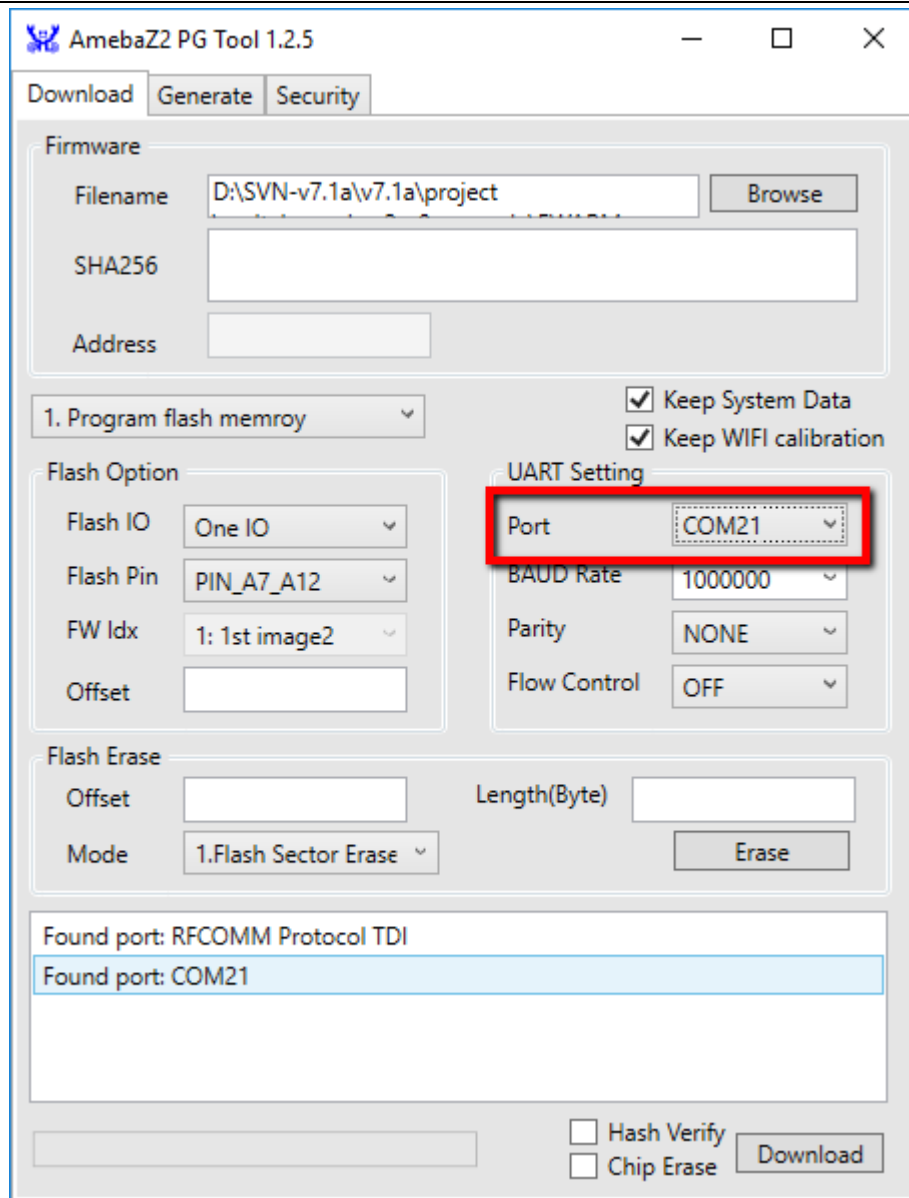 AmebaZ2 PG Tool 1.2.5
Download Generate Security
Firmware
Filename D:\SVN-v7.1a\v7.1a\project Browse
SHA256
Address
1. Program flash memroy
Keep System Data
Keep WIFI calibration
Flash Option
Flash IO One IO
Flash Pin PIN_A7_A12
FW Idx 1: 1st image2
Offset
UART Setting
Port COM21
BAUD Rate 1000000
Parity NONE
Flow Control OFF
Flash Erase
Offset Length(Byte)
Mode 1.Flash Sector Erase Erase
Found port: RFCOMM Protocol TDI
Found port: COM21
Hash Verify
Chip Erase Download